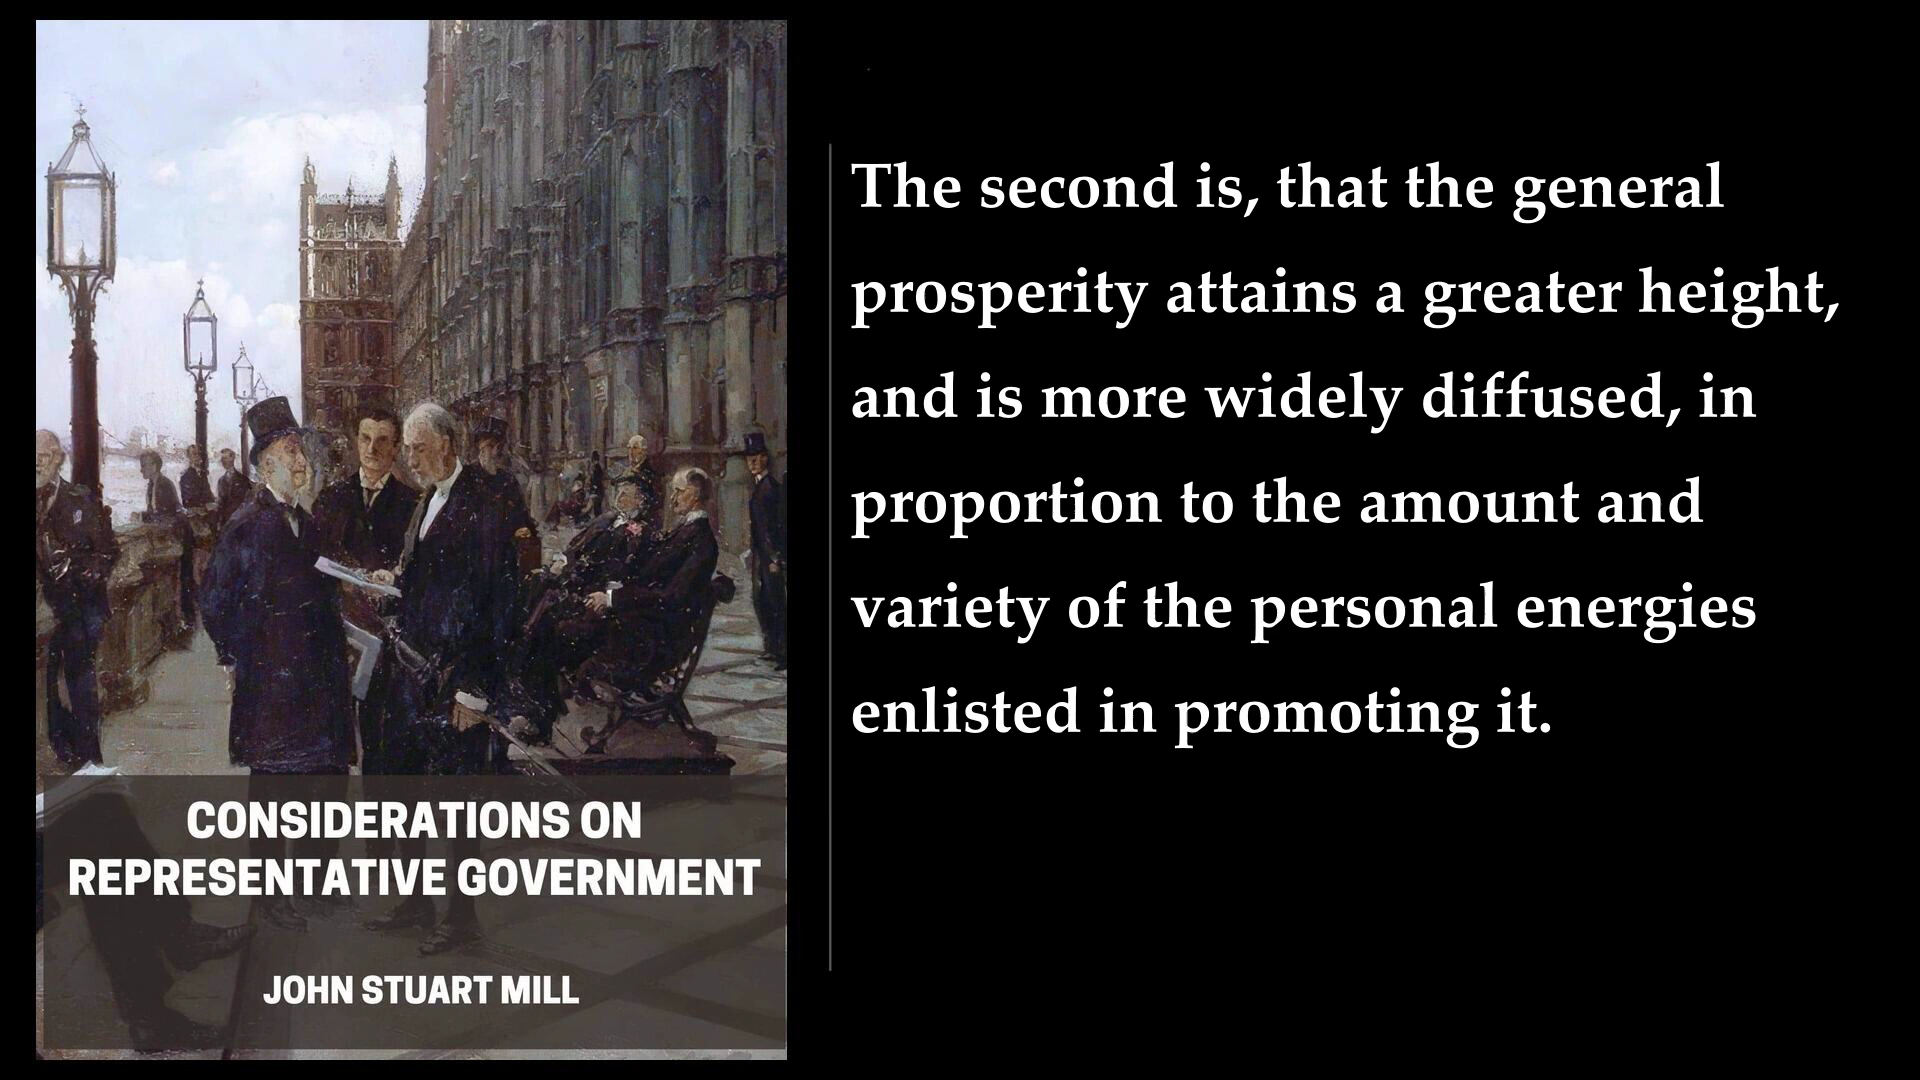 CONSIDERATIONS ON
REPRESENTATIVE GOVERNMENT
JOHN STUART MILL
The second is, that the general
prosperity attains a greater height,
and is more widely diffused, in
proportion to the amount and
variety of the personal energies
enlisted in promoting it.